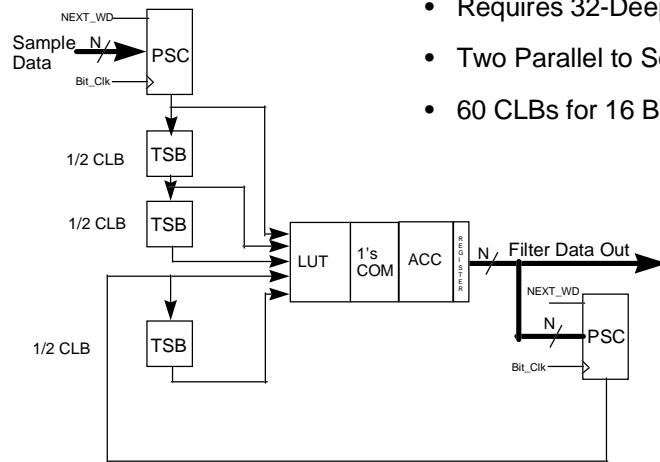 • Requires 32-Deep
• Two Parallel to
• 60 CLBs for 16
NEXT_WD
Sample
Data
N
PSC
Bit_Clk
1/2 CLB
TSB
1/2 CLB
TSB
LUT
1's
COM
ACC
REGISTER
N
Filter Data Out
NEXT_WD
N
PSC
Bit_Clk
1/2 CLB
TSB